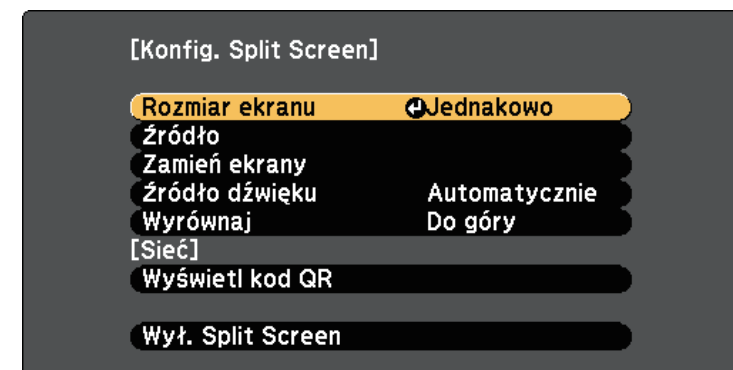 [Konfig. Split Screen]
Rozmiar ekranu Jednakowo
Źródło
Zamień ekrany
Źródło dźwięku Automatycznie
Wyrównaj Do góry
[Sieć]
Wyświetl kod QR
Wył. Split Screen